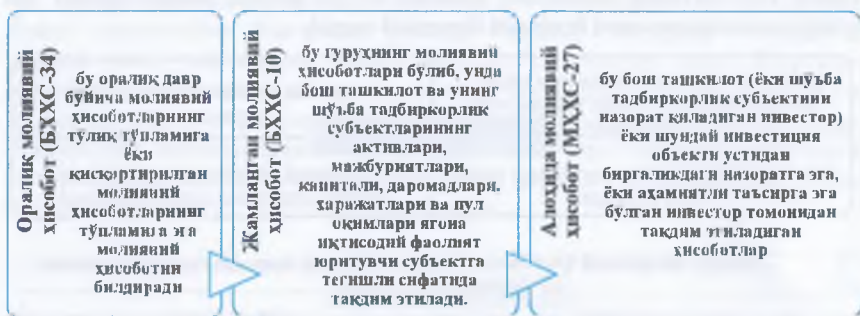 Оралиқ молиявий
ҳисобот (БХХС-34)
бу оралиқ давр
буйича молиявий
ҳисоботларнинг
тўлиқ тўпламига
ёки
қисқартирилган
молиявий
ҳисоботларнинг
тўпламига эга
молиявий
ҳисоботни
билдиради
Жамланган молиявий
ҳисобот (БХХС-10)
бу гуруҳнинг молиявий
ҳисоботлари бўлиб, унда
бош ташкилот ва унинг
шўъба тадбиркорлик
субъектларининг
активлари,
мажбуриятлари,
капитали, даромадлари.
харажатлари ва пул
оқимлари ягона
иқтисодий фаолият
юритувчи субъектга
тегишли сифатида
тақдим этилади.
Алоҳида молиявий
ҳисобот (МҲХС-27)
бу бош ташкилот (ёки шуъба
тадбиркорлик субъектини
назорат қиладиган инвестор)
ёки шундай инвестиция
объекти устидан
биргаликдаги назоратга эга,
ёки аҳамиятли таъсирга эга
бўлган инвестор томонидан
тақдим этиладиган
ҳисоботлар